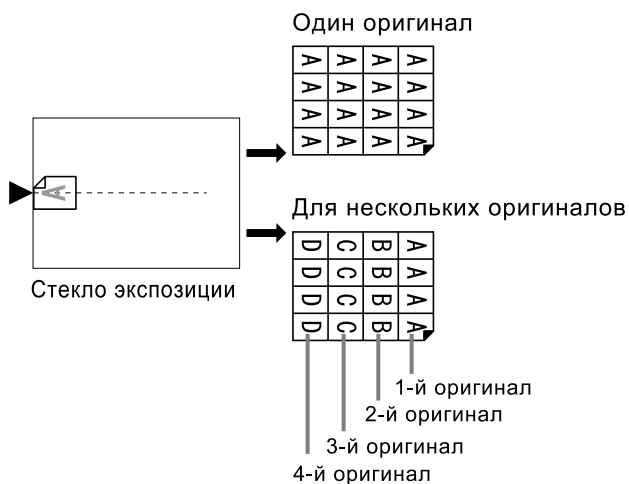 Один оригинал
A A A A
A A A A
A A A A
A A A A
A
Для нескольких оригиналов
D C B A
D C B A
D C B A
D C B A
Стекло экспозиции
1-й оригинал
2-й оригинал
3-й оригинал
4-й оригинал